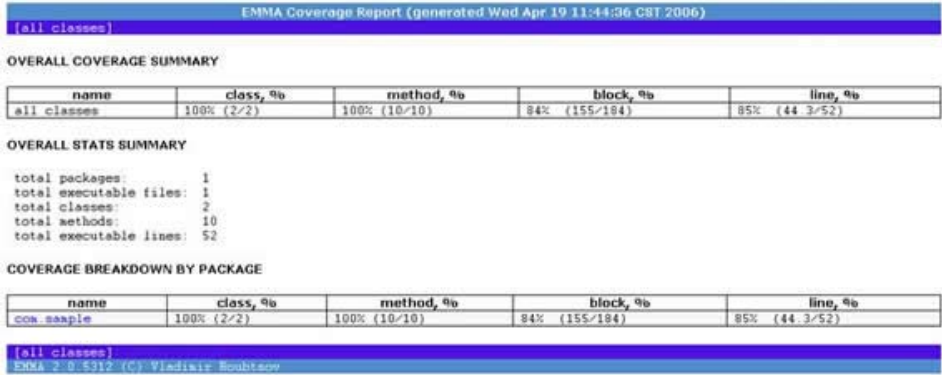 EMMA Coverage Report (generated Wed Apr 19 11:44:36 CST 2006)
[all classes]
OVERALL COVERAGE SUMMARY
name class, % method, % block, % line, %
all classes 100% (2/2) 100% (10/10) 84% (155/184) 85% (44.3/52)
OVERALL STATS SUMMARY
total packages: 1
total executable files: 1
total classes: 2
total methods: 10
total executable lines: 52
COVERAGE BREAKDOWN BY PACKAGE
name class, % method, % block, % line, %
com.sample 100% (2/2) 100% (10/10) 84% (155/184) 85% (44.3/52)
[all classes]
EMMA 2.0.5312 (C) Vladimir Roubtsov